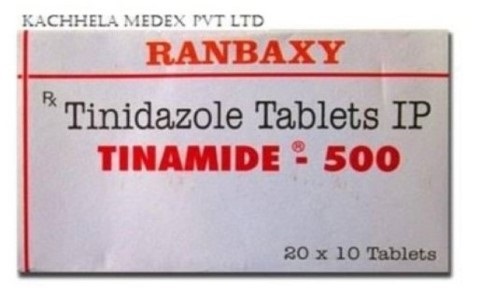 KACHHELA MEDEX PVT LTD
RANBAXY
℞ Tinidazole Tablets IP
TINAMIDE® - 500
20 x 10 Tablets